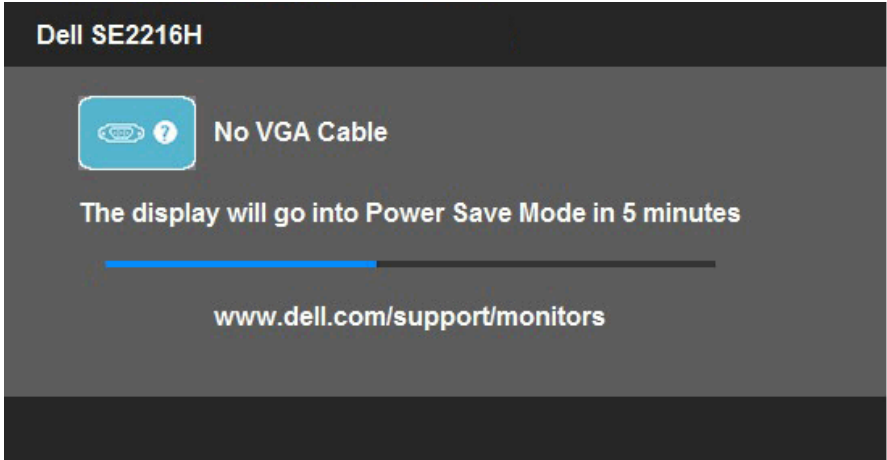 Dell SE2216H
No VGA Cable
The display will go into Power Save Mode in 5 minutes
www.dell.com/support/monitors